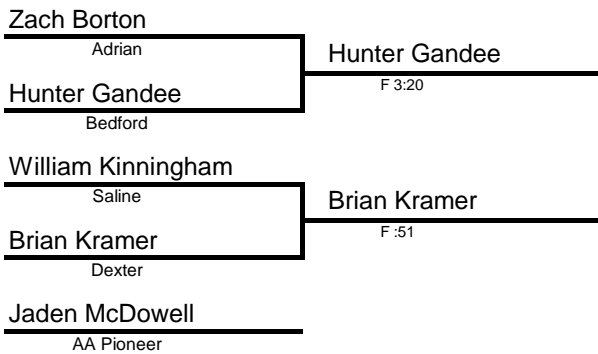 Zach Borton
Adrian
Hunter Gandee
Bedford
William Kinningham
Saline
Brian Kramer
Dexter
Jaden McDowell
AA Pioneer
Hunter Gandee
F 3:20
Brian Kramer
F :51